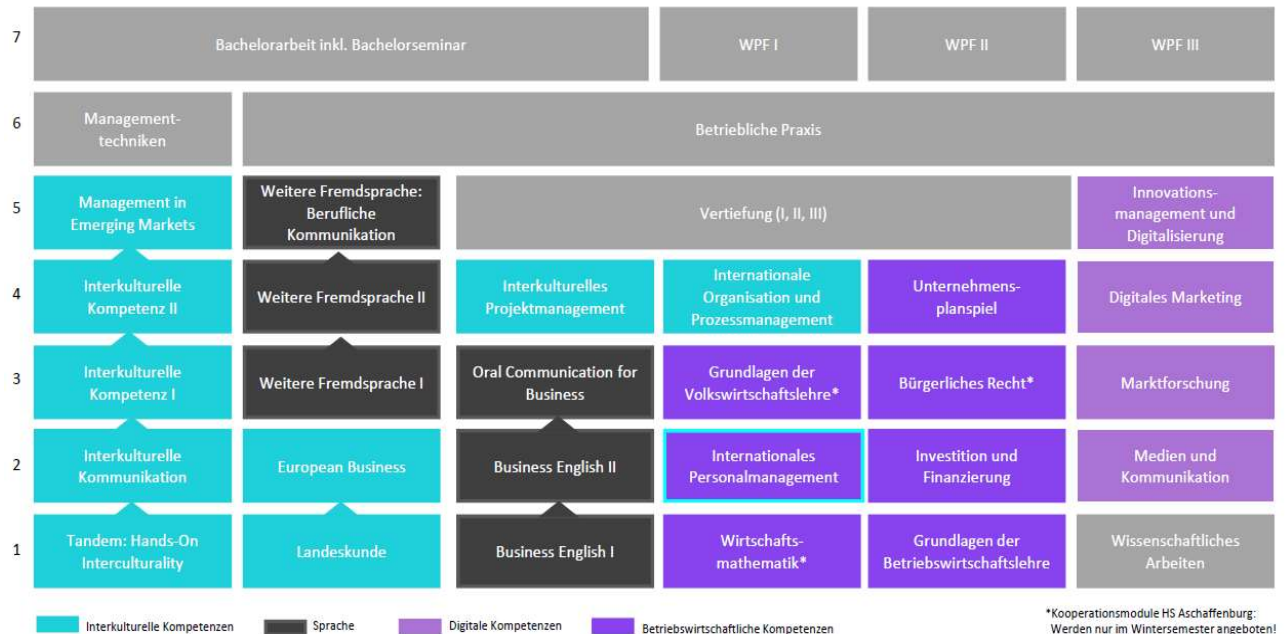 7
Bachelorarbeit inkl. Bachelorseminar
WPF I
WPF II
WPF III
6
Management-
techniken
Betriebliche Praxis
5
Management in
Emerging Markets
Weitere Fremdsprache:
Berufliche
Kommunikation
Vertiefung (I, II, III)
Innovations-
management und
Digitalisierung
4
Interkulturelle
Kompetenz II
Weitere Fremdsprache II
Interkulturelles
Projektmanagement
Internationale
Organisation und
Prozessmanagement
Unternehmens-
planspiel
Digitales Marketing
3
Interkulturelle
Kompetenz I
Weitere Fremdsprache I
Oral Communication for
Business
Grundlagen der
Volkswirtschaftslehre*
Bürgerliches Recht*
Marktforschung
2
Interkulturelle
Kommunikation
European Business
Business English II
Internationales
Personalmanagement
Investition und
Finanzierung
Medien und
Kommunikation
1
Tandem: Hands-On
Interculturality
Landeskunde
Business English I
Wirtschafts-
mathematik*
Grundlagen der
Betriebswirtschaftslehre
Wissenschaftliches
Arbeiten
Interkulturelle Kompetenzen
Sprache
Digitale Kompetenzen
Betriebswirtschaftliche Kompetenzen
*Kooperationsmodule HS Aschaffenburg:
Werden nur im Wintersemester angeboten!